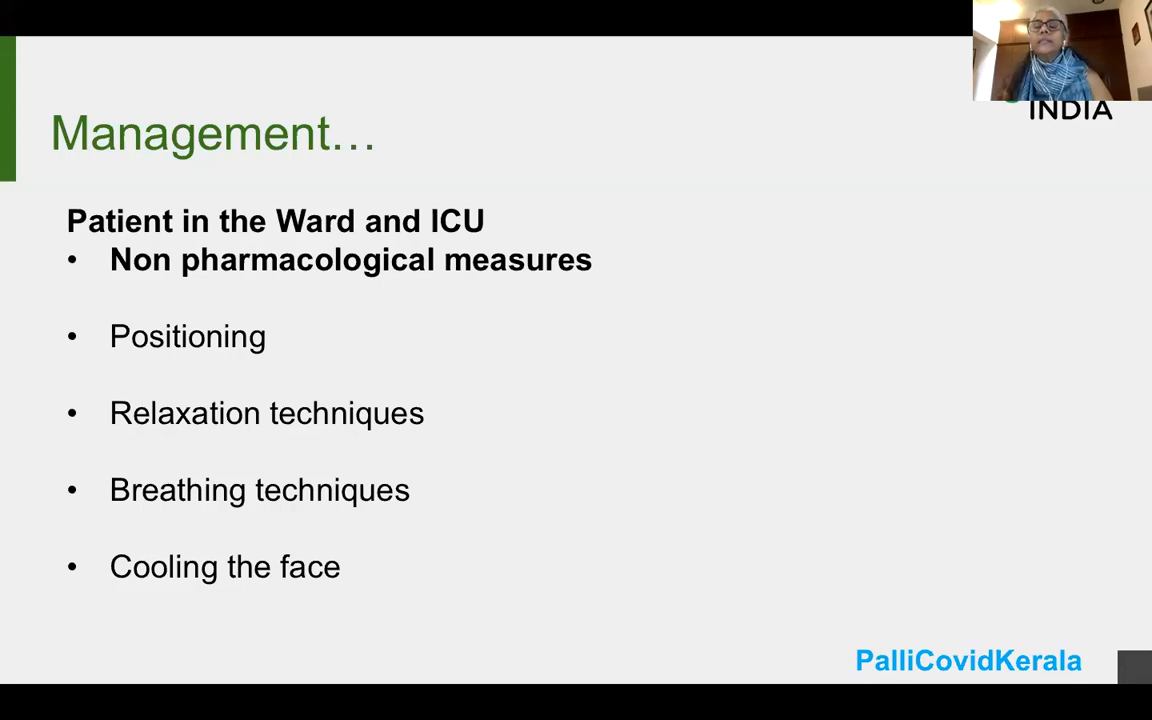 INDIA
Management…
Patient in the Ward and ICU
• Non pharmacological measures
• Positioning
• Relaxation techniques
• Breathing techniques
• Cooling the face
PalliCovidKerala